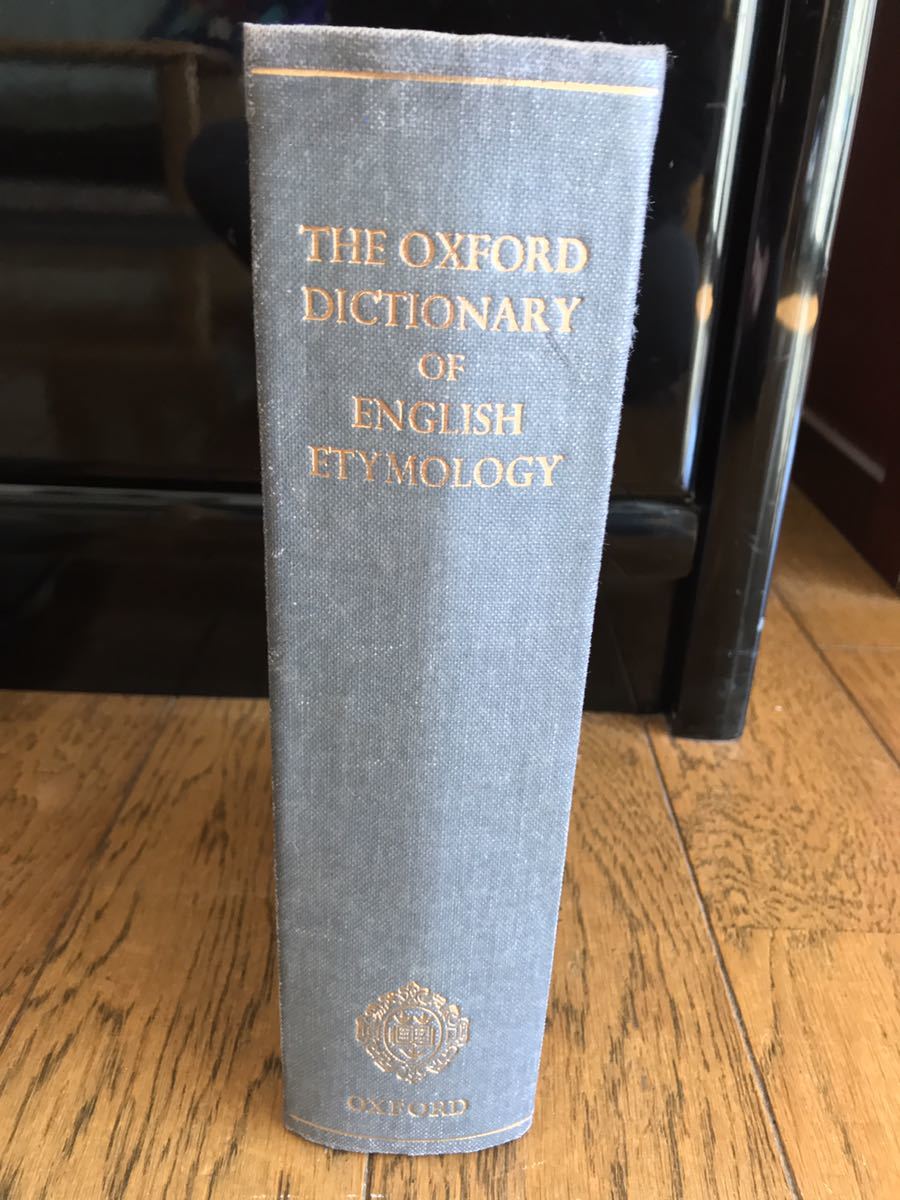 THE OXFORD
DICTIONARY
OF
ENGLISH
ETYMOLOGY
OXFORD